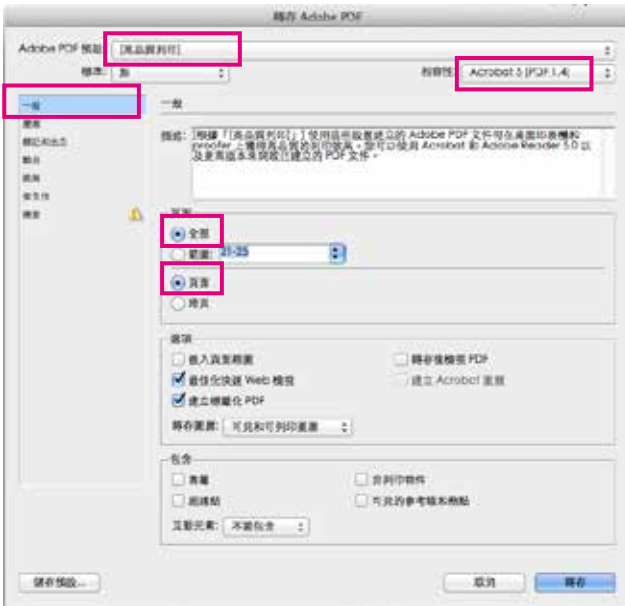 轉存 Adobe PDF
Adobe PDF 預設: [高品質列印]
標準: 無 相容性: Acrobat 5 (PDF 1.4)
一般
壓縮
標記和出血
輸出
進階
安全性
摘要
一般
描述: [根據「[高品質列印]」] 使用這些設定建立的 Adobe PDF 文件可在桌面印表機和
proofer 上獲得高品質的列印效果。您可以使用 Acrobat 和 Adobe Reader 5.0 以
及更高版本來開啟已建立的 PDF 文件。
頁面
全部
範圍: 21-25
頁面
跨頁
選項
嵌入頁面縮圖 轉存後檢視 PDF
最佳化快速 Web 檢視 建立 Acrobat 圖層
建立標籤化 PDF
轉存圖層: 可見和可列印圖層
包含
書籤 非列印物件
超連結 可見的參考線和格點
互動元素: 不要包含
儲存預設... 取消 轉存